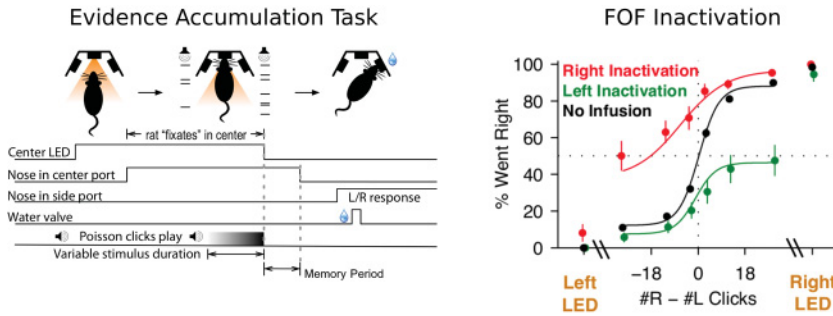 Evidence Accumulation Task
rat "fixates" in center
Center LED
Nose in center port
Nose in side port
L/R response
Water valve
Poisson clicks play
Variable stimulus duration
Memory Period
FOF Inactivation
Right Inactivation
Left Inactivation
No Infusion
% Went Right
100
80
60
40
20
0
−18 0 18
Left
LED
#R − #L Clicks
Right
LED